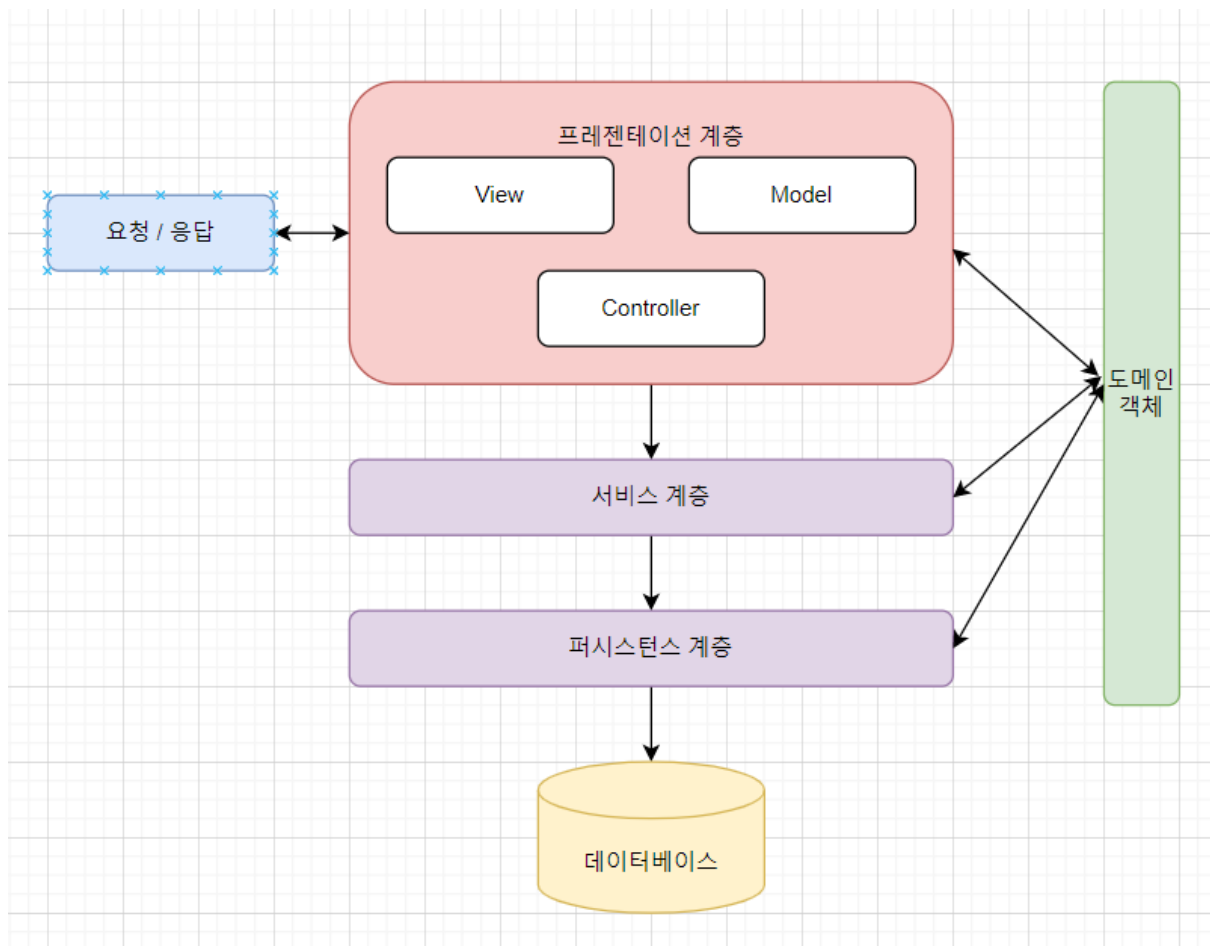 프레젠테이션 계층
View
Model
요청 / 응답
Controller
도메인
객체
서비스 계층
퍼시스턴스 계층
데이터베이스